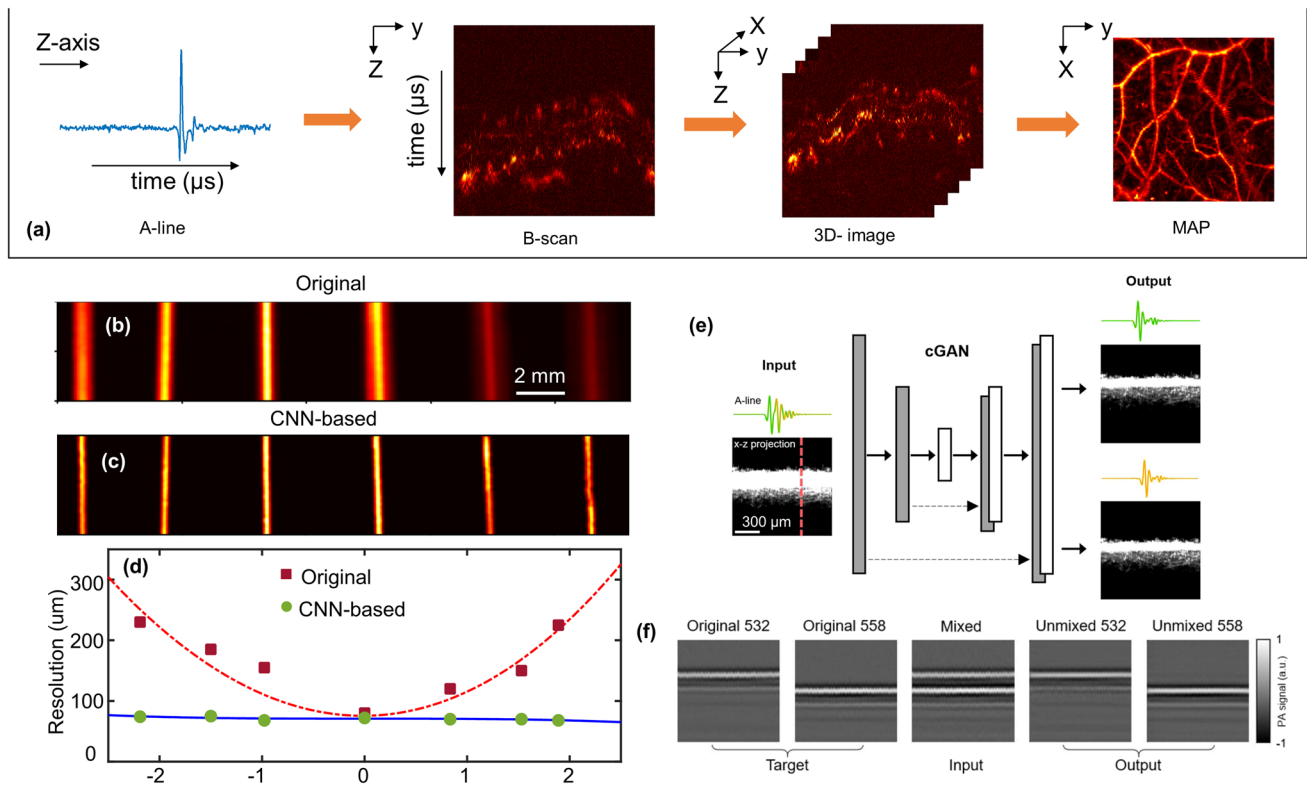 Z-axis
time (μs)
A-line
(a)
y
Z
time (μs)
B-scan
X
y
Z
3D- image
y
X
MAP
Original
(b)
2 mm
CNN-based
(c)
(d)
Original
CNN-based
Resolution (um)
300
200
100
0
-2
-1
0
1
2
(e)
Input
A-line
x-z projection
300 μm
cGAN
Output
(f)
Original 532
Original 558
Mixed
Unmixed 532
Unmixed 558
1
PA signal (a.u.)
-1
Target
Input
Output